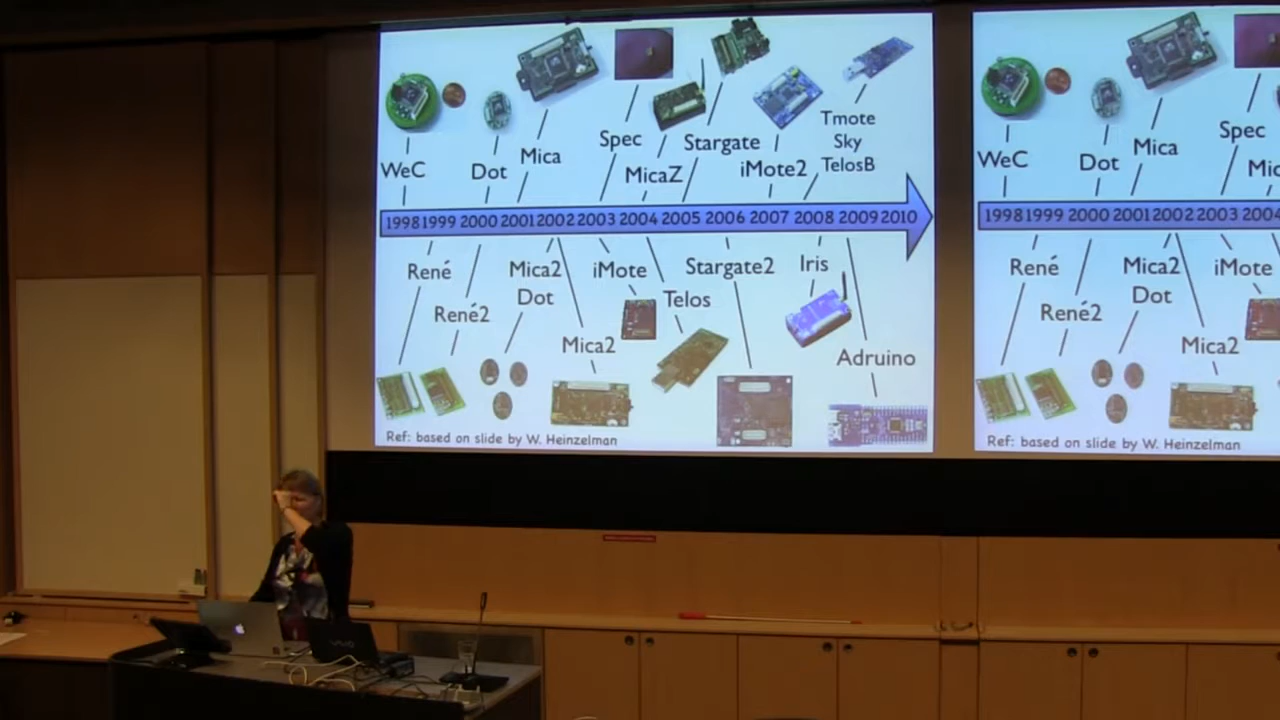 WeC
Dot
Mica
Spec
MicaZ
Stargate
iMote2
Tmote
Sky
TelosB
1998 1999 2000 2001 2002 2003 2004 2005 2006 2007 2008 2009 2010
René
René2
Mica2
Dot
Mica2
iMote
Telos
Stargate2
Iris
Adruino
Ref: based on slide by W. Heinzelman
WeC
Dot
Mica
Spec
1998 1999 2000 2001 2002 2003
René
René2
Mica2
Dot
Mica2
iMote
Ref: based on slide by W. Heinzelman
VAIO